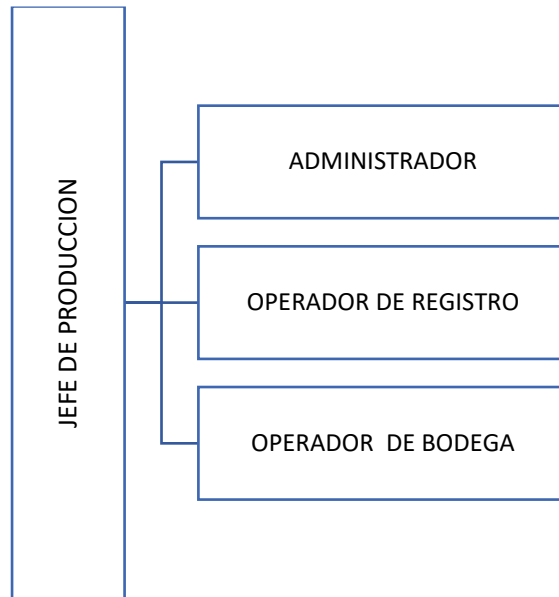 JEFE DE PRODUCCION
ADMINISTRADOR
OPERADOR DE REGISTRO
OPERADOR DE BODEGA